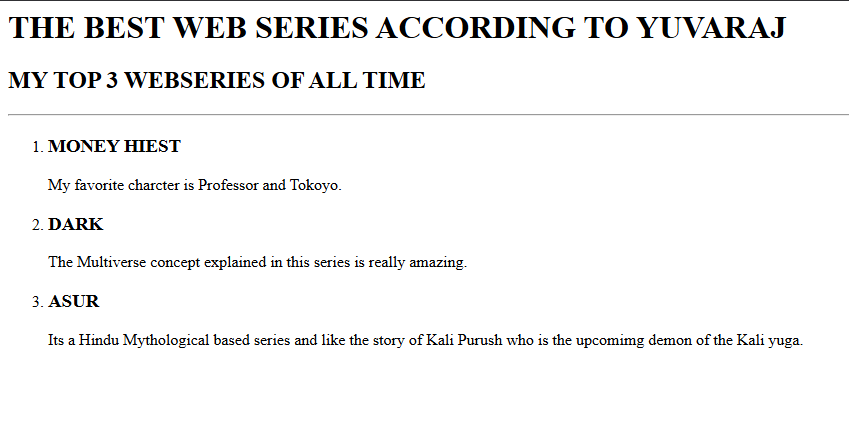 THE BEST WEB SERIES ACCORDING TO YUVARAJ
MY TOP 3 WEBSERIES OF ALL TIME
1. MONEY HIEST
My favorite charcter is Professor and Tokoyo.
2. DARK
The Multiverse concept explained in this series is really amazing.
3. ASUR
Its a Hindu Mythological based series and like the story of Kali Purush who is the upcomimg demon of the Kali yuga.